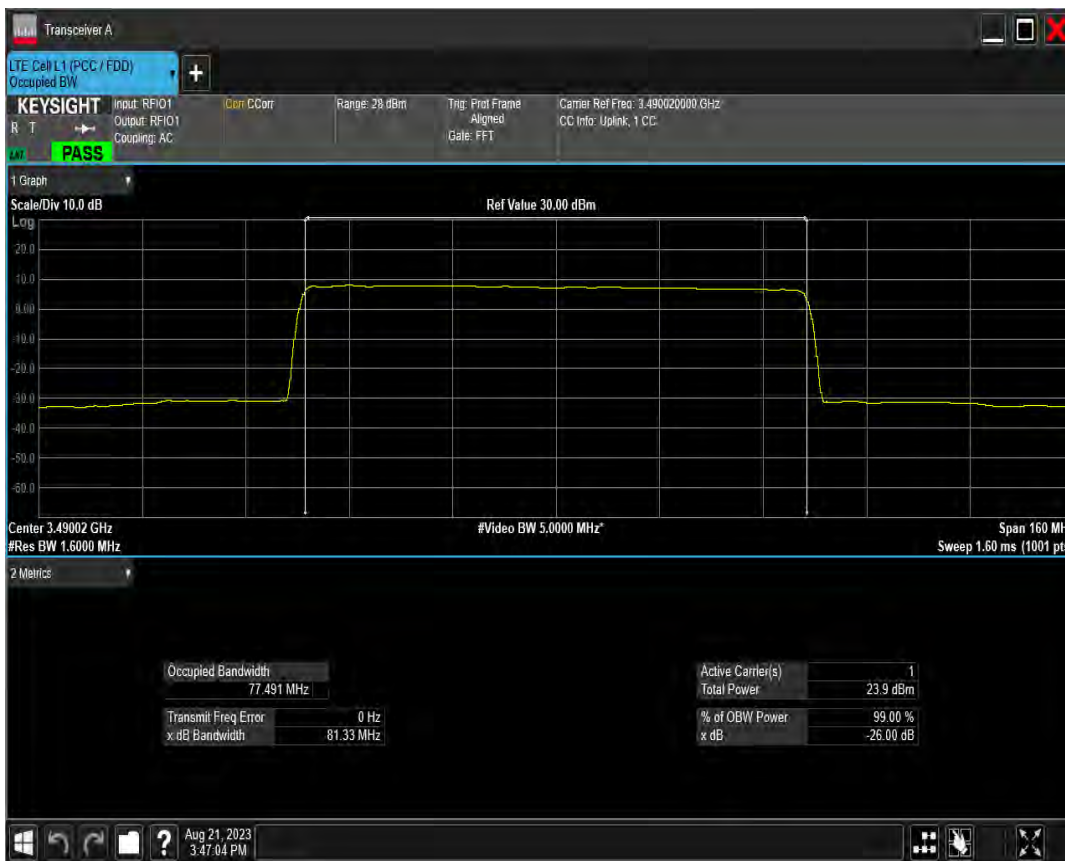 Transceiver A
LTE Cell L1 (PCC / FDD)
Occupied BW
+
KEYSIGHT
R T
PASS
Input: RFIO1
Output: RFIO1
Coupling: AC
Corr CCorr
Range: 28 dBm
Trig: Prot Frame
Aligned
Gate: FFT
Carrier Ref Freq: 3.490020000 GHz
CC Info: Uplink, 1 CC
1 Graph
Scale/Div 10.0 dB
Ref Value 30.00 dBm
Log
20.0
10.0
0.00
-10.0
-20.0
-30.0
-40.0
-50.0
-60.0
Center 3.49002 GHz
#Video BW 5.0000 MHz*
Span 160 MH
#Res BW 1.6000 MHz
Sweep 1.60 ms (1001 pts
2 Metrics
Occupied Bandwidth
77.491 MHz
Transmit Freq Error 0 Hz
x dB Bandwidth 81.33 MHz
Active Carrier(s) 1
Total Power 23.9 dBm
% of OBW Power 99.00 %
x dB -26.00 dB
?
Aug 21, 2023
3:47:04 PM